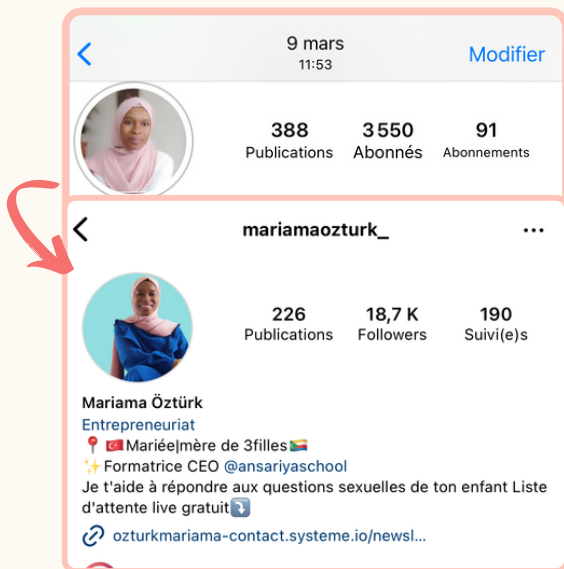 9 mars
11:53
Modifier
388 3 550 91
Publications Abonnés Abonnements
mariamaozturk_
226 18,7 K 190
Publications Followers Suivi(e)s
Mariama Öztürk
Entrepreneuriat
📍 🇹🇷 Mariée|mère de 3filles 🇰🇲
✨ Formatrice CEO @ansariyaschool
Je t'aide à répondre aux questions sexuelles de ton enfant Liste
d'attente live gratuit⤵️
ozturkmariama-contact.systeme.io/newsl...